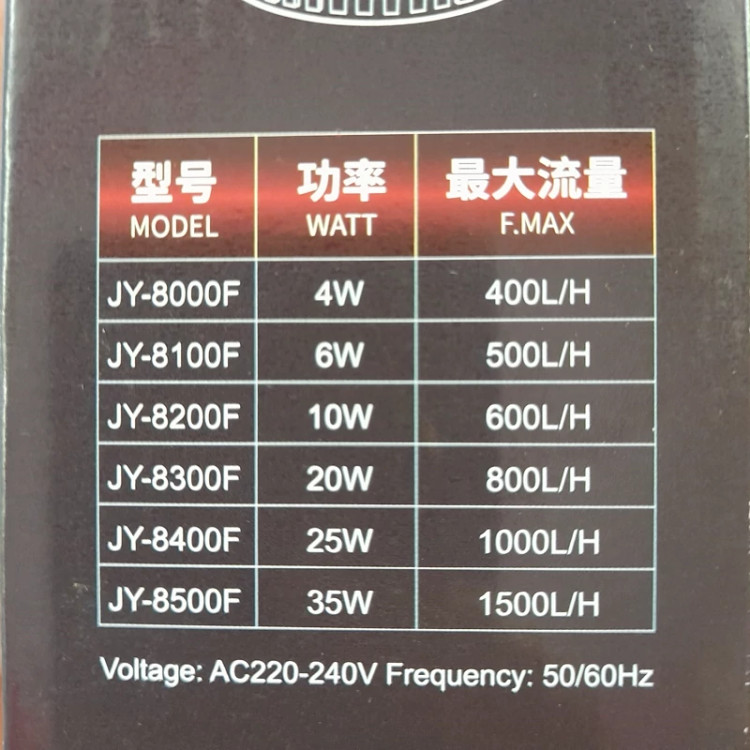 型号 功率 最大流量
MODEL WATT F.MAX
JY-8000F 4W 400L/H
JY-8100F 6W 500L/H
JY-8200F 10W 600L/H
JY-8300F 20W 800L/H
JY-8400F 25W 1000L/H
JY-8500F 35W 1500L/H
Voltage: AC220-240V Frequency: 50/60Hz